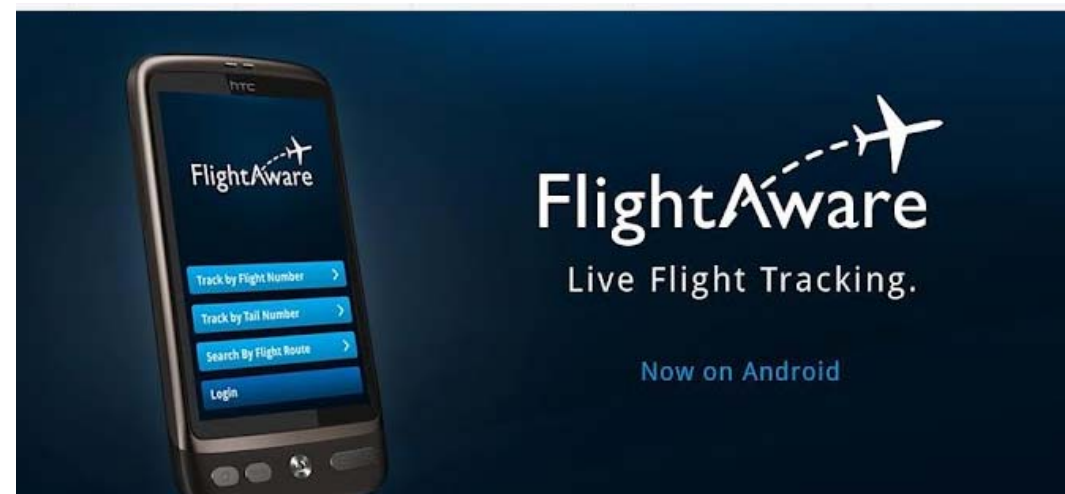 hTC
FlightAware
Track by Flight Number
Track by Tail Number
Search By Flight Route
Login
FlightAware
Live Flight Tracking.
Now on Android